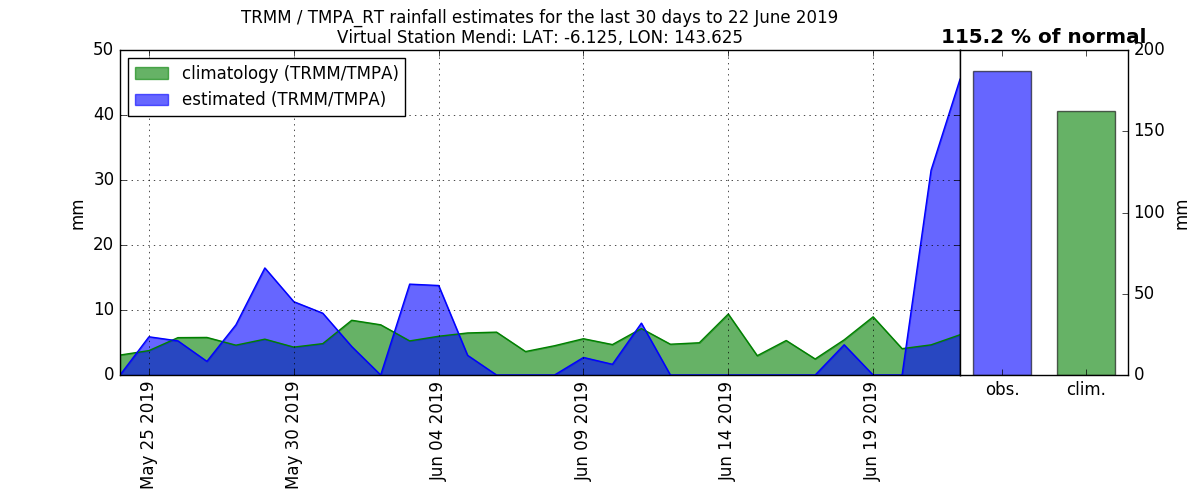 TRMM / TMPA_RT rainfall estimates for the last 30 days to 22 June 2019
Virtual Station Mendi: LAT: -6.125, LON: 143.625
115.2 % of normal
climatology (TRMM/TMPA)
estimated (TRMM/TMPA)
mm
50
40
30
20
10
0
May 25 2019
May 30 2019
Jun 04 2019
Jun 09 2019
Jun 14 2019
Jun 19 2019
obs.
clim.
200
150
100
50
0
mm